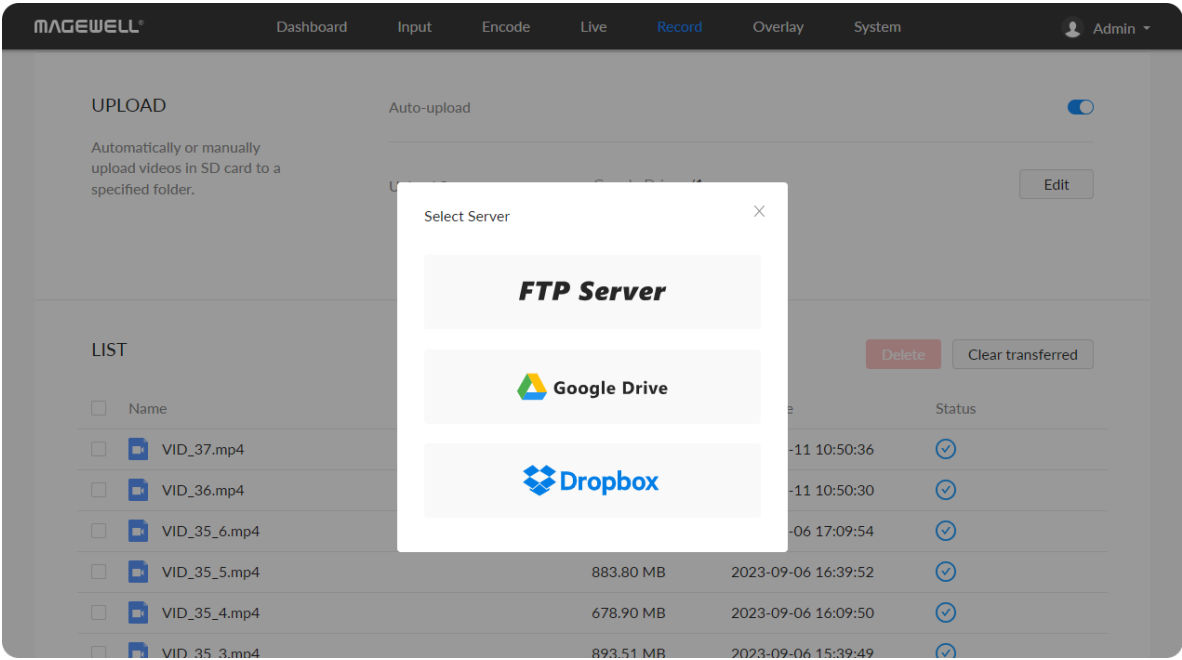 MAGEWELL®
Dashboard Input Encode Live Record Overlay System Admin
UPLOAD
Auto-upload
Automatically or manually
upload videos in SD card to a
specified folder.
Edit
Select Server
FTP Server
Google Drive
Dropbox
LIST
Delete Clear transferred
Name Status
VID_37.mp4 -11 10:50:36
VID_36.mp4 -11 10:50:30
VID_35_6.mp4 -06 17:09:54
VID_35_5.mp4 883.80 MB 2023-09-06 16:39:52
VID_35_4.mp4 678.90 MB 2023-09-06 16:09:50
VID_35_3.mp4 893.51 MB 2023-09-06 15:39:49